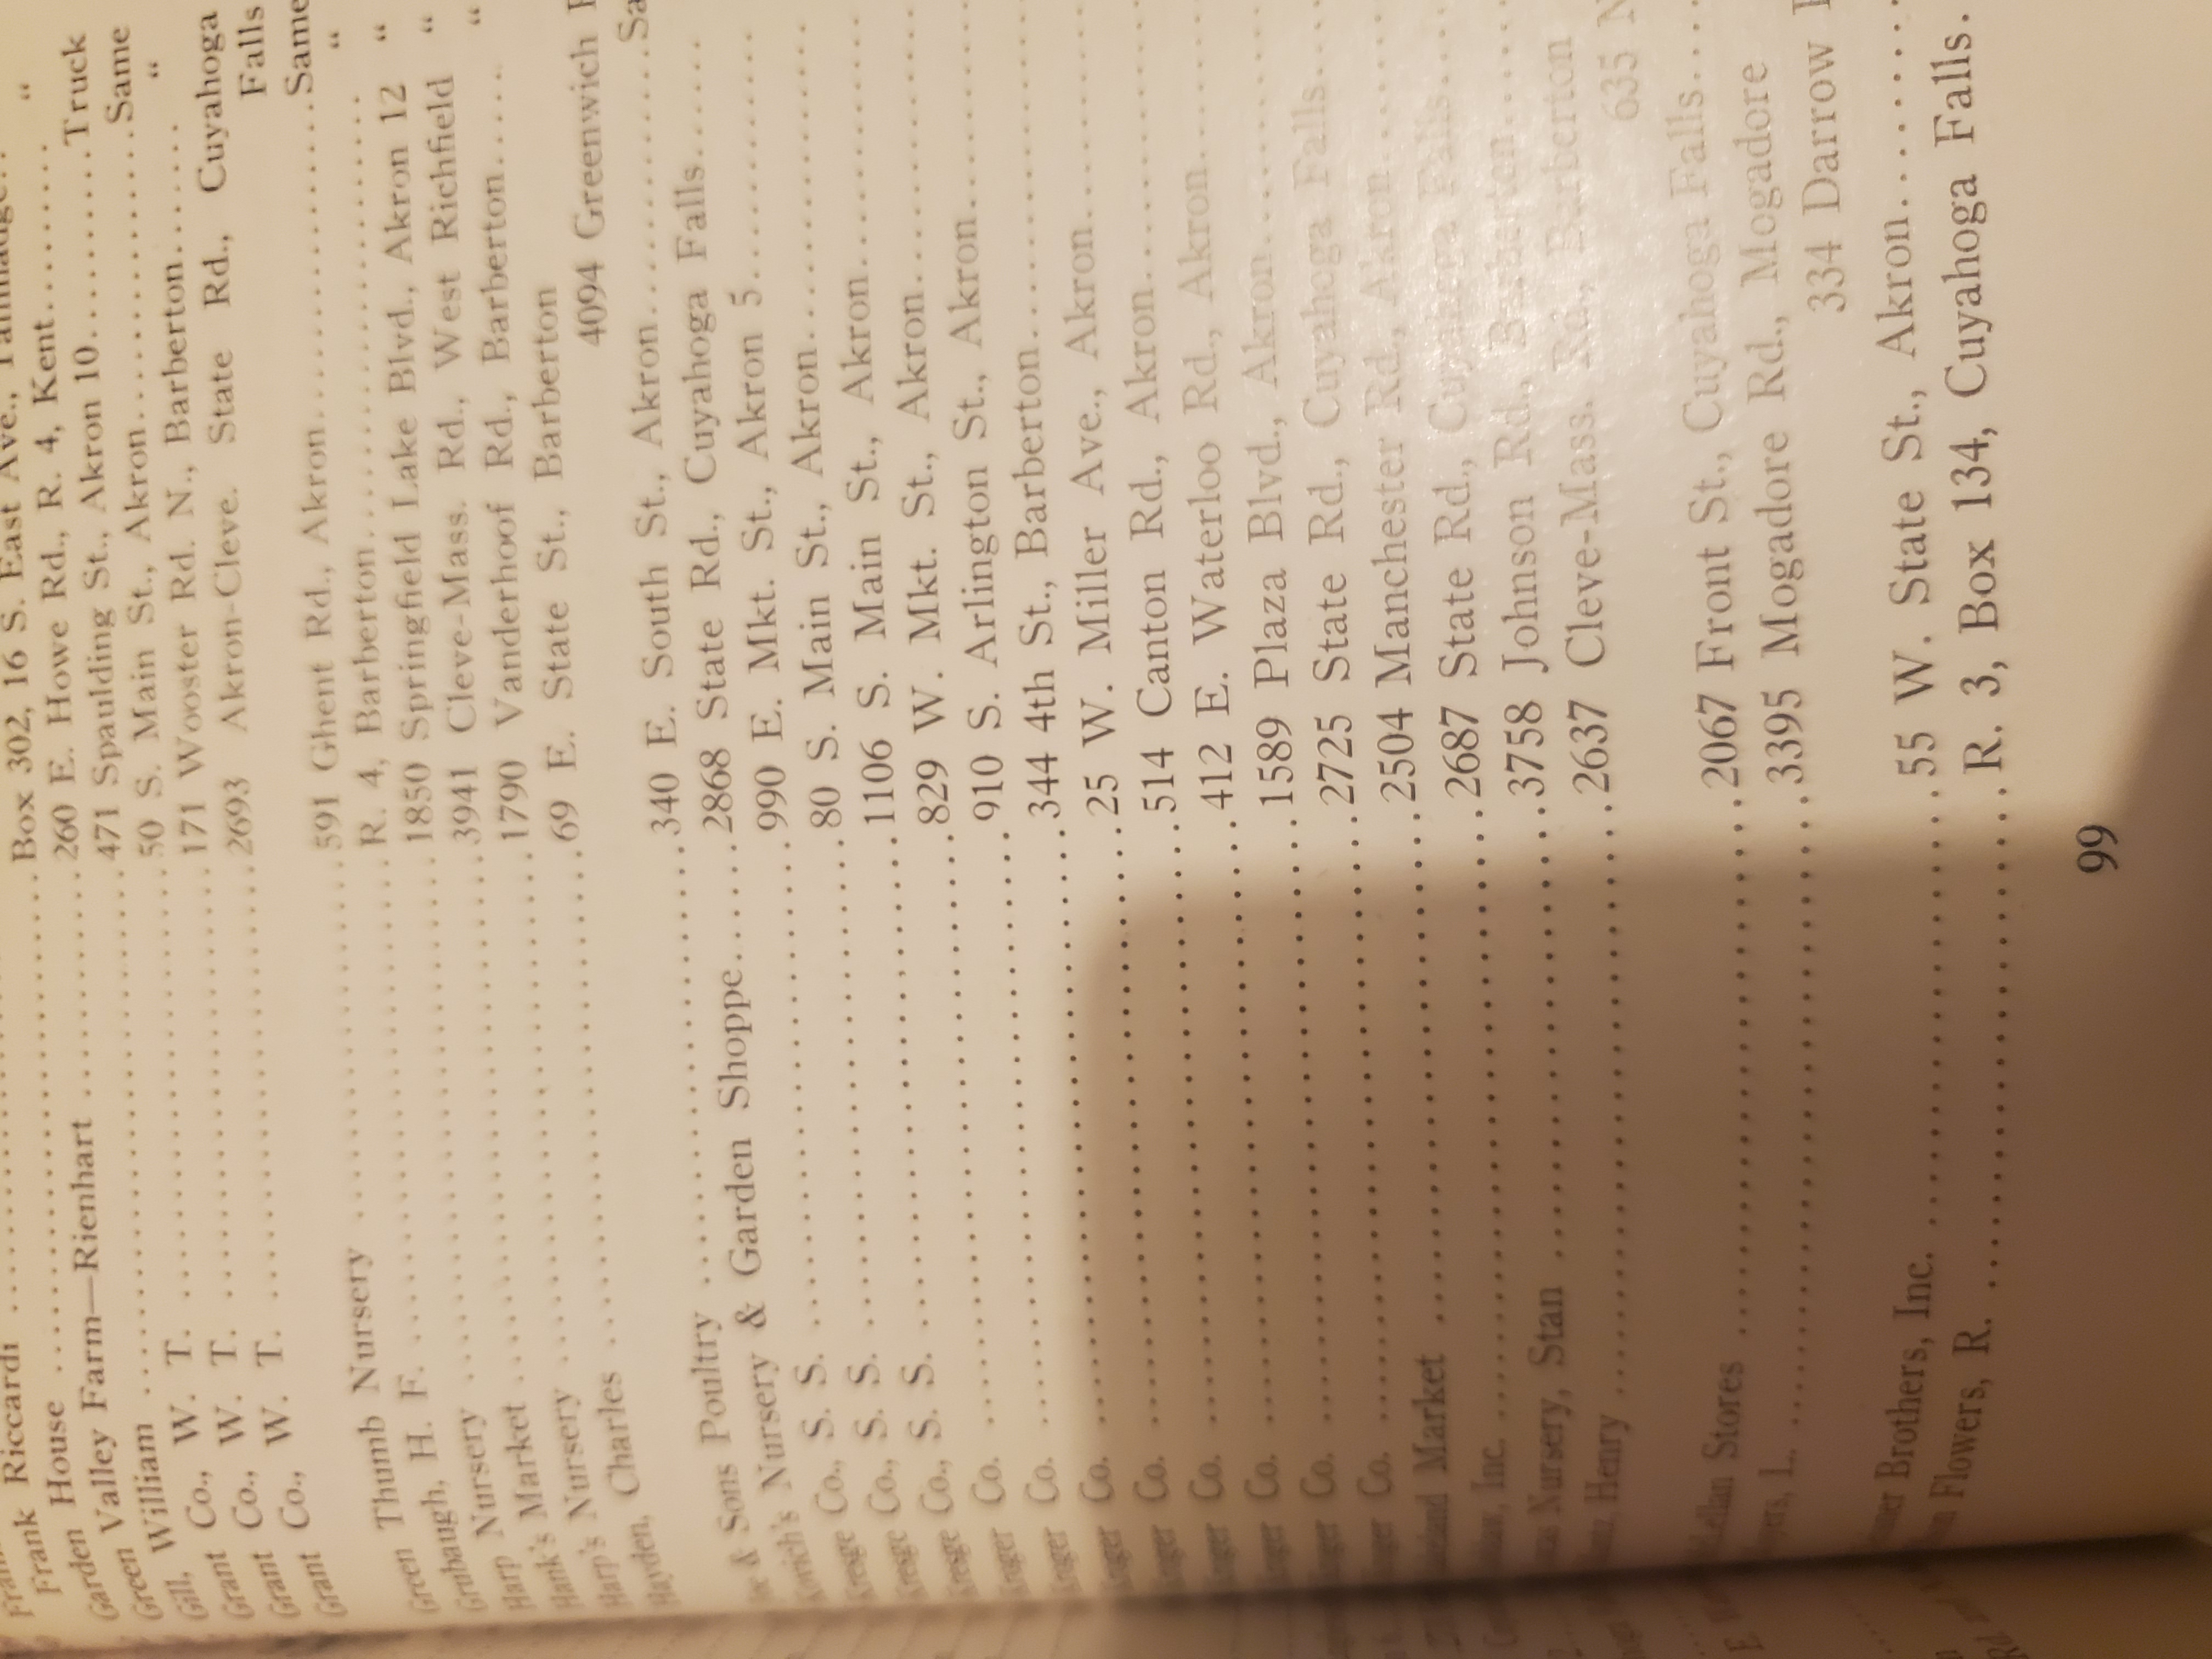 Frank Riccardi
House Box 302, 16 S. East Ave.,
Valley Farm—Rienhart 260 E. Howe Rd., R. 4, Kent "
William 471 Spaulding St., Akron 10 Truck
Grant Co., W. T. 50 S. Main St., Akron Same
Grant Co., W. T. 171 Wooster Rd. N., Barberton "
Grant Co., W. T. 2693 Akron-Cleve. State Rd., Cuyahoga Falls
Green Thumb Nursery 591 Ghent Rd., Akron Same
Grubaugh, H. F. R. 4, Barberton "
Harp Nursery 1850 Springfield Lake Blvd., Akron 12 "
Hank's Market 3941 Cleve-Mass. Rd., West Richfield "
Harp's Nursery 1790 Vanderhoof Rd., Barberton "
Hayden, Charles 69 E. State St., Barberton
4094 Greenwich
& Sons Poultry 340 E. South St., Akron
Nursery & Garden Shoppe 2868 State Rd., Cuyahoga Falls
Kresge Co., S. S. 990 E. Mkt. St., Akron 5
Kresge Co., S. S. 80 S. Main St., Akron
Kresge Co., S. S. 1106 S. Main St., Akron
Co. 829 W. Mkt. St., Akron
Co. 910 S. Arlington St., Akron
Co. 344 4th St., Barberton
Co. 25 W. Miller Ave., Akron
Co. 514 Canton Rd., Akron
Co. 412 E. Waterloo Rd., Akron
Co. 1589 Plaza Blvd., Akron
Co. 2725 State Rd., Cuyahoga Falls
Market 2504 Manchester Rd., Akron
Inc. 2687 State Rd., Cuyahoga Falls
Nursery, Stan 3758 Johnson Rd., Barberton
Henry 2637 Cleve-Mass. Rd., Barberton
635
Stores 2067 Front St., Cuyahoga Falls
L. 3395 Mogadore Rd., Mogadore
334 Darrow
Brothers, Inc. 55 W. State St., Akron
Flowers, R. R. 3, Box 134, Cuyahoga Falls
99